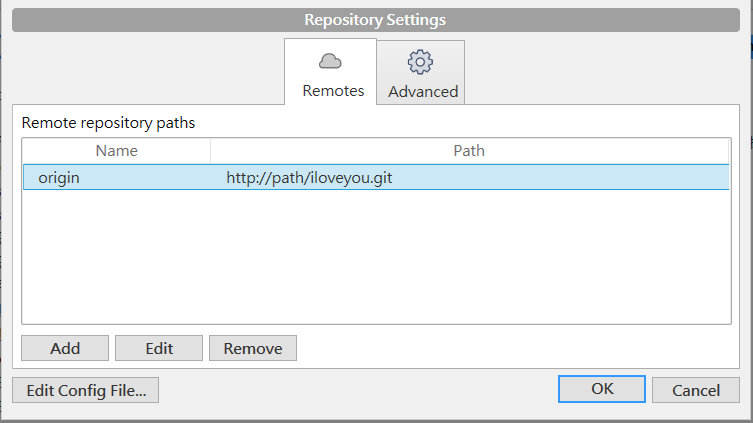 Repository Settings
Remotes
Advanced
Remote repository paths
Name Path
origin http://path/iloveyou.git
Add Edit Remove
Edit Config File... OK Cancel